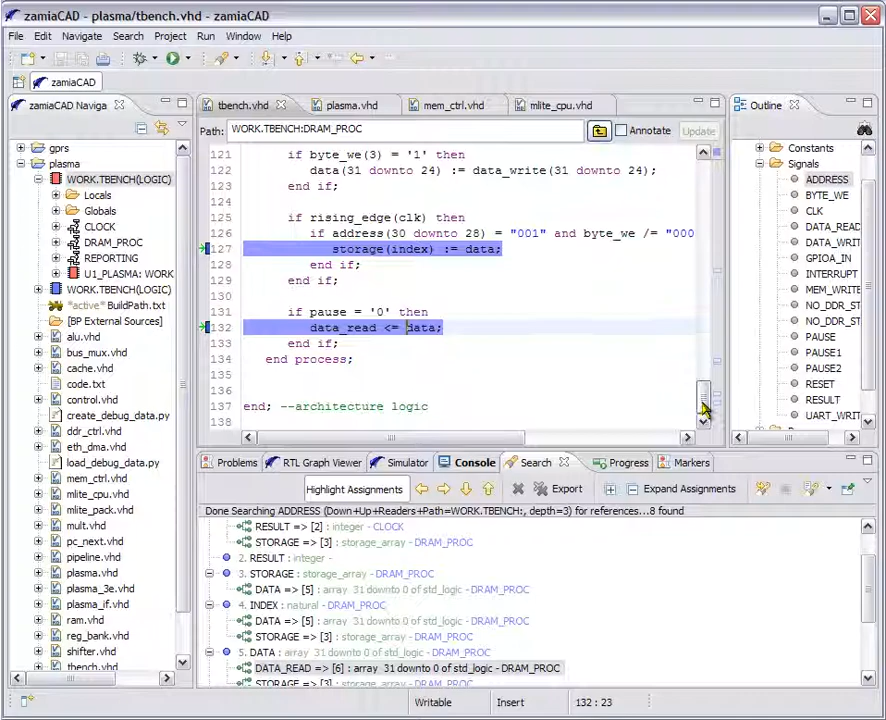 zamiaCAD - plasma/tbench.vhd - zamiaCAD
File Edit Navigate Search Project Run Window Help
zamiaCAD
zamiaCAD Naviga
gprs
plasma
WORK.TBENCH(LOGIC)
Locals
Globals
CLOCK
DRAM_PROC
REPORTING
U1_PLASMA: WORK
WORK.TBENCH(LOGIC)
*active* BuildPath.txt
[BP External Sources]
alu.vhd
bus_mux.vhd
cache.vhd
code.txt
control.vhd
create_debug_data.py
ddr_ctrl.vhd
eth_dma.vhd
load_debug_data.py
mem_ctrl.vhd
mlite_cpu.vhd
mlite_pack.vhd
mult.vhd
pc_next.vhd
pipeline.vhd
plasma.vhd
plasma_3e.vhd
plasma_if.vhd
ram.vhd
reg_bank.vhd
shifter.vhd
tbench.vhd
tbench.vhd plasma.vhd mem_ctrl.vhd mlite_cpu.vhd
Path: WORK.TBENCH:DRAM_PROC Annotate Update
121 if byte_we(3) = '1' then
122 data(31 downto 24) := data_write(31 downto 24);
123 end if;
124
125 if rising_edge(clk) then
126 if address(30 downto 28) = "001" and byte_we /= "000
127 storage(index) := data;
128 end if;
129 end if;
130
131 if pause = '0' then
132 data_read <= data;
133 end if;
134 end process;
135
136
137 end; --architecture logic
138
Outline
Constants
Signals
ADDRESS
BYTE_WE
CLK
DATA_READ
DATA_WRIT
GPIOA_IN
INTERRUPT
MEM_WRITE
NO_DDR_ST
NO_DDR_ST
PAUSE
PAUSE1
PAUSE2
RESET
RESULT
UART_WRIT
Problems RTL Graph Viewer Simulator Console Search Progress Markers
Highlight Assignments Export Expand Assignments
Done Searching ADDRESS (Down+Up+Readers+Path=WORK.TBENCH:, depth=3) for references...8 found
RESULT => [2] : integer - CLOCK
STORAGE => [3] : storage_array - DRAM_PROC
2. RESULT : integer -
3. STORAGE : storage_array - DRAM_PROC
DATA => [5] : array 31 downto 0 of std_logic - DRAM_PROC
4. INDEX : natural - DRAM_PROC
DATA => [5] : array 31 downto 0 of std_logic - DRAM_PROC
STORAGE => [3] : storage_array - DRAM_PROC
5. DATA : array 31 downto 0 of std_logic - DRAM_PROC
DATA_READ => [6] : array 31 downto 0 of std_logic - DRAM_PROC
STORAGE => [3] : storage_array - DRAM_PROC
Writable Insert 132 : 23